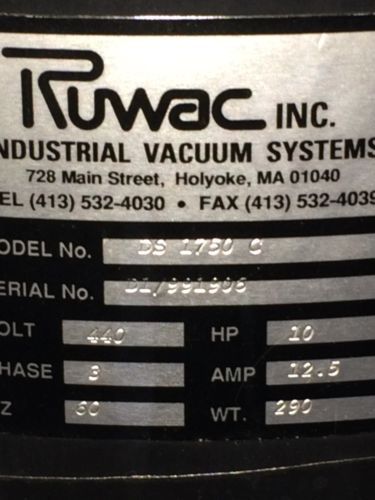 Ruwac INC.
NDUSTRIAL VACUUM SYSTEMS
728 Main Street, Holyoke, MA 01040
EL (413) 532-4030 • FAX (413) 532-4039
ODEL No. DS 1750 C
ERIAL No. D1/991906
OLT 440 HP 10
HASE 3 AMP 12.5
Z 60 WT. 290